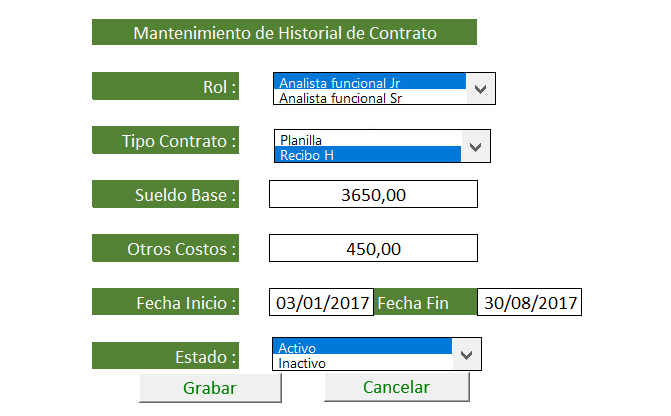 Mantenimiento de Historial de Contrato
Rol :
Analista funcional Jr
Analista funcional Sr
Tipo Contrato :
Planilla
Recibo H
Sueldo Base :
3650,00
Otros Costos :
450,00
Fecha Inicio :
03/01/2017
Fecha Fin
30/08/2017
Estado :
Activo
Inactivo
Grabar
Cancelar